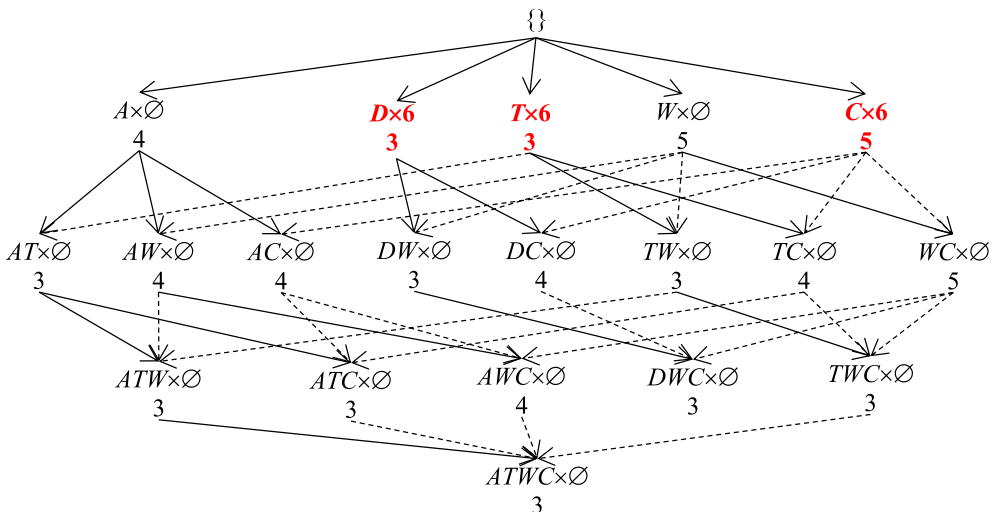 {}
A×∅ D×6 T×6 W×∅ C×6
4 3 3 5 5
AT×∅ AW×∅ AC×∅ DW×∅ DC×∅ TW×∅ TC×∅ WC×∅
3 4 4 3 4 3 4 5
ATW×∅ ATC×∅ AWC×∅ DWC×∅ TWC×∅
3 3 4 3 3
ATWC×∅
3